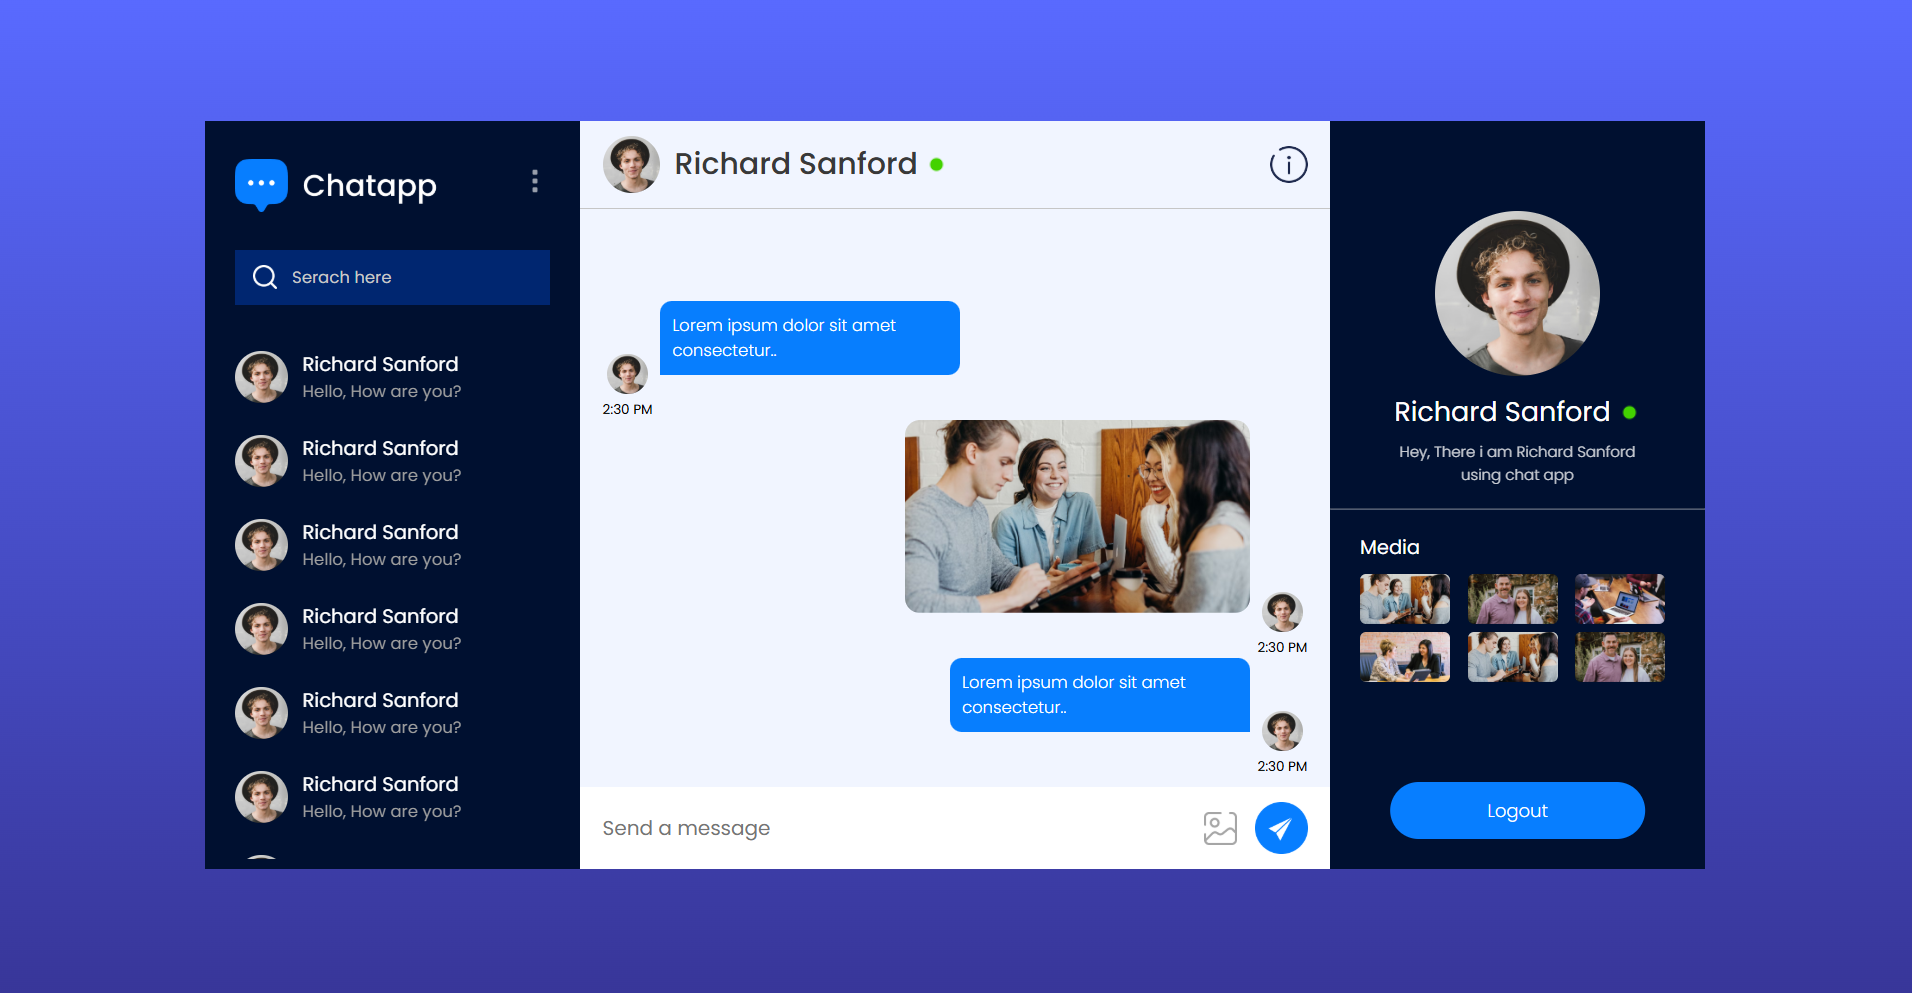 Chatapp
Serach here
Richard Sanford
Hello, How are you?
Richard Sanford
Hello, How are you?
Richard Sanford
Hello, How are you?
Richard Sanford
Hello, How are you?
Richard Sanford
Hello, How are you?
Richard Sanford
Hello, How are you?
Richard Sanford
Lorem ipsum dolor sit amet
consectetur..
2:30 PM
2:30 PM
Lorem ipsum dolor sit amet
consectetur..
2:30 PM
Send a message
Richard Sanford
Hey, There i am Richard Sanford
using chat app
Media
Logout